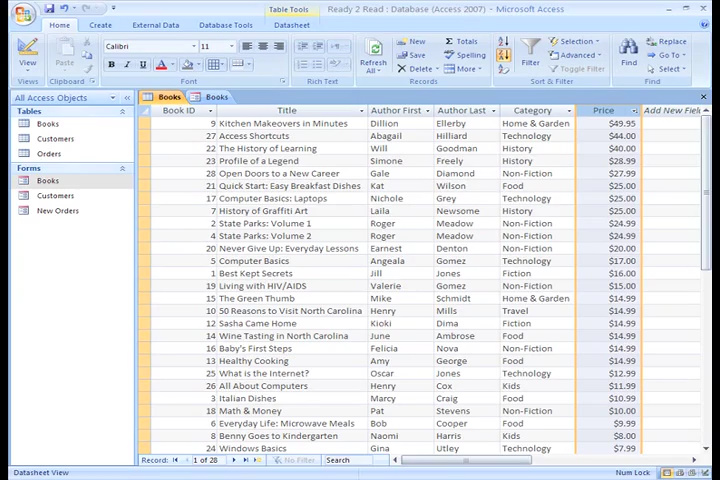 Table Tools
Ready 2 Read : Database (Access 2007) - Microsoft Access
Home Create External Data Database Tools Datasheet
View
Views
Paste
Clipboard
Calibri 11
B I U A
Font
Rich Text
Refresh All
New
Save
Delete
Totals
Spelling
More
Records
Filter
Selection
Advanced
Toggle Filter
Sort & Filter
Find
Replace
Go To
Select
Find
All Access Objects
Tables
Books
Customers
Orders
Forms
Books
Customers
New Orders
Books Books
Book ID Title Author First Author Last Category Price Add New Fiel
9 Kitchen Makeovers in Minutes Dillion Ellerby Home & Garden $49.95
27 Access Shortcuts Abagail Hilliard Technology $44.00
22 The History of Learning Will Goodman History $40.00
23 Profile of a Legend Simone Freely History $28.99
28 Open Doors to a New Career Gale Diamond Non-Fiction $27.99
21 Quick Start: Easy Breakfast Dishes Kat Wilson Food $25.00
17 Computer Basics: Laptops Nichole Grey Technology $25.00
7 History of Graffiti Art Laila Newsome History $25.00
2 State Parks: Volume 1 Roger Meadow Non-Fiction $24.99
4 State Parks: Volume 2 Roger Meadow Non-Fiction $24.99
20 Never Give Up: Everyday Lessons Earnest Denton Non-Fiction $20.00
5 Computer Basics Angeala Gomez Technology $17.00
1 Best Kept Secrets Jill Jones Fiction $16.00
19 Living with HIV/AIDS Valerie Gomez Non-Fiction $15.00
15 The Green Thumb Mike Schmidt Home & Garden $14.99
10 50 Reasons to Visit North Carolina Henry Mills Travel $14.99
12 Sasha Came Home Kioki Dima Fiction $14.99
14 Wine Tasting in North Carolina June Ambrose Food $14.99
16 Baby's First Steps Felicia Nova Non-Fiction $14.99
13 Healthy Cooking Amy George Food $14.99
25 What is the Internet? Oscar Jones Technology $12.99
26 All About Computers Henry Cox Kids $11.99
3 Italian Dishes Marcy Craig Food $10.99
18 Math & Money Pat Stevens Non-Fiction $10.00
6 Everyday Life: Microwave Meals Bob Cooper Food $9.99
8 Benny Goes to Kindergarten Naomi Harris Kids $8.00
24 Windows Basics Gina Utley Technology $7.99
Record: 1 of 28 No Filter Search
Datasheet View Num Lock